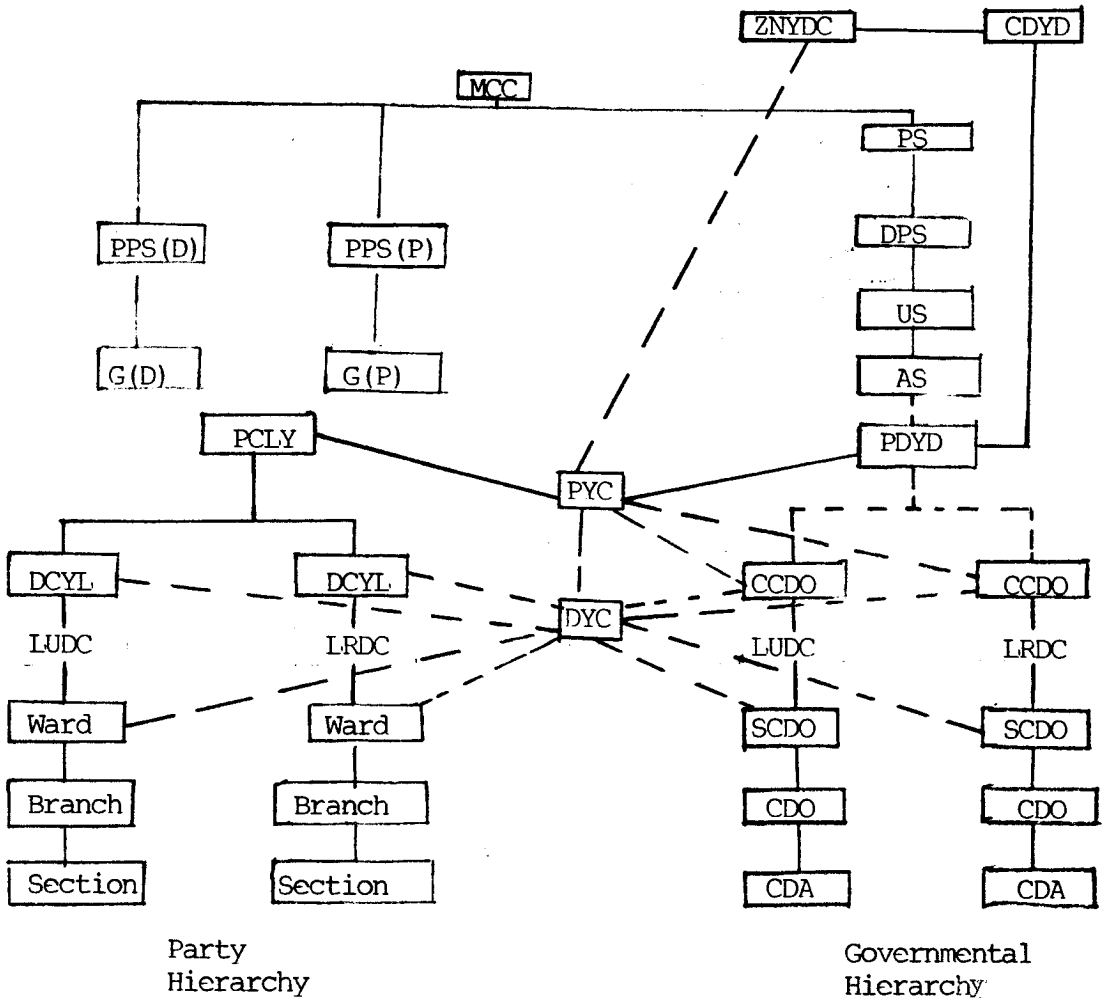 ZNYDC CDYD
MCC
PS
PPS(D) PPS(P) DPS
US
G(D) G(P) AS
PCLY PDYD
PYC
DCYL DCYL CCDO CCDO
DYC
LUDC LRDC LUDC LRDC
Ward Ward SCDO SCDO
Branch Branch CDO CDO
Section Section CDA CDA
Party Governmental
Hierarchy Hierarchy